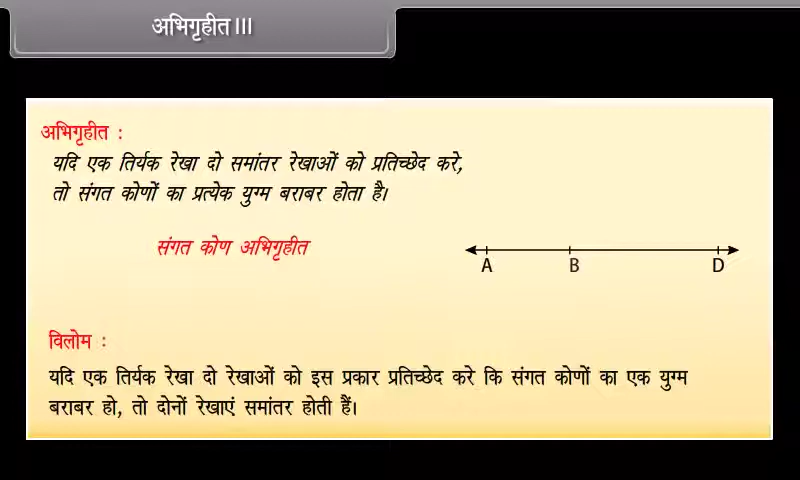 अभिगृहीत III
अभिगृहीत :
यदि एक तिर्यक रेखा दो समांतर रेखाओं को प्रतिच्छेद करे,
तो संगत कोणों का प्रत्येक युग्म बराबर होता है।
संगत कोण अभिगृहीत
A B D
विलोम :
यदि एक तिर्यक रेखा दो रेखाओं को इस प्रकार प्रतिच्छेद करे कि संगत कोणों का एक युग्म
बराबर हो, तो दोनों रेखाएं समांतर होती हैं।